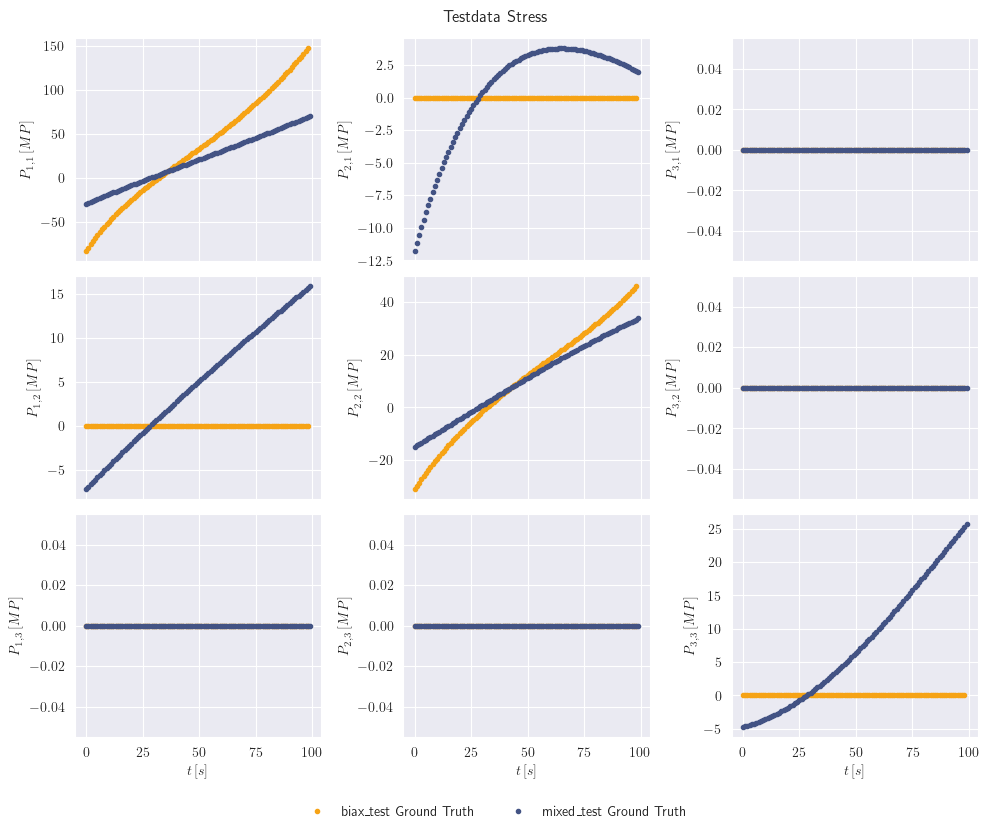 Testdata Stress
150
100
50
0
−50
P1,1 [MP]
2.5
0.0
−2.5
−5.0
−7.5
−10.0
−12.5
P2,1 [MP]
0.04
0.02
0.00
−0.02
−0.04
P3,1 [MP]
15
10
5
0
−5
P1,2 [MP]
40
20
0
−20
P2,2 [MP]
0.04
0.02
0.00
−0.02
−0.04
P3,2 [MP]
0.04
0.02
0.00
−0.02
−0.04
P1,3 [MP]
0 25 50 75 100
t [s]
0.04
0.02
0.00
−0.02
−0.04
P2,3 [MP]
0 25 50 75 100
t [s]
25
20
15
10
5
0
−5
P3,3 [MP]
0 25 50 75 100
t [s]
biax_test Ground Truth
mixed_test Ground Truth